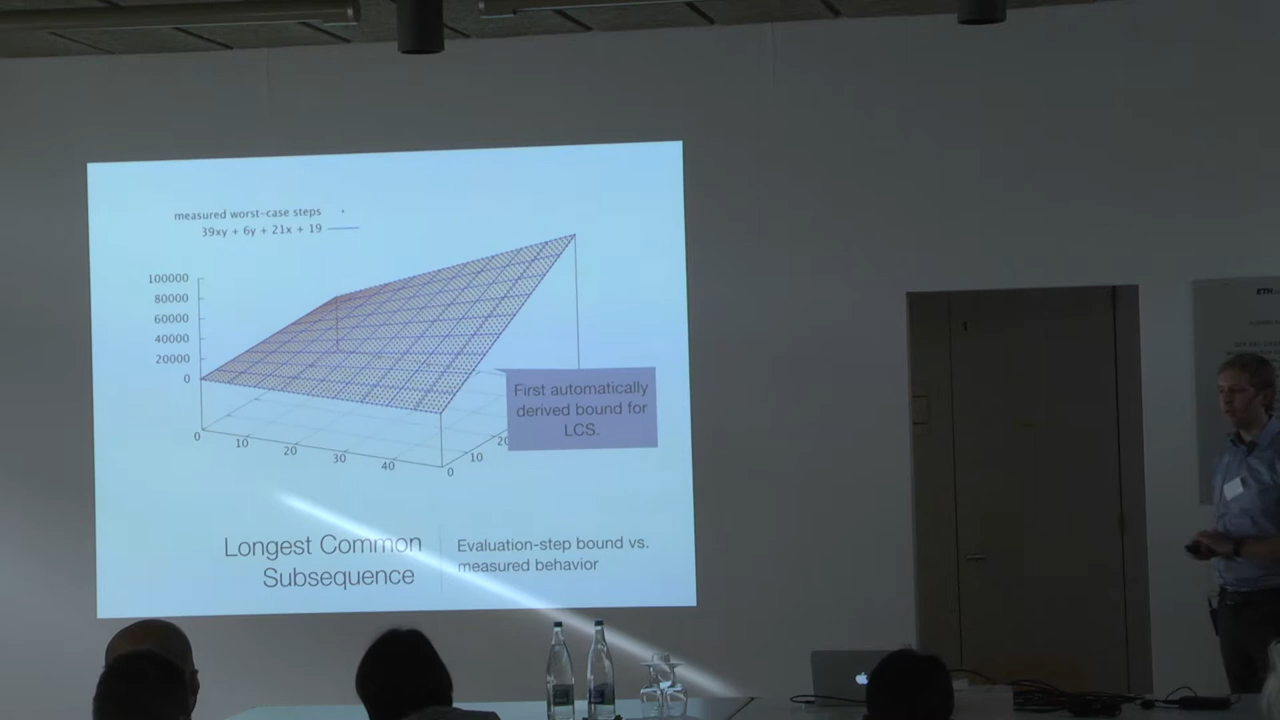 measured worst-case steps
39xy + 6y + 21x + 19
100000
80000
60000
40000
20000
0
0
10
20
30
40
0
10
20
First automatically
derived bound for
LCS.
Longest Common
Subsequence
Evaluation-step bound vs.
measured behavior
ETH